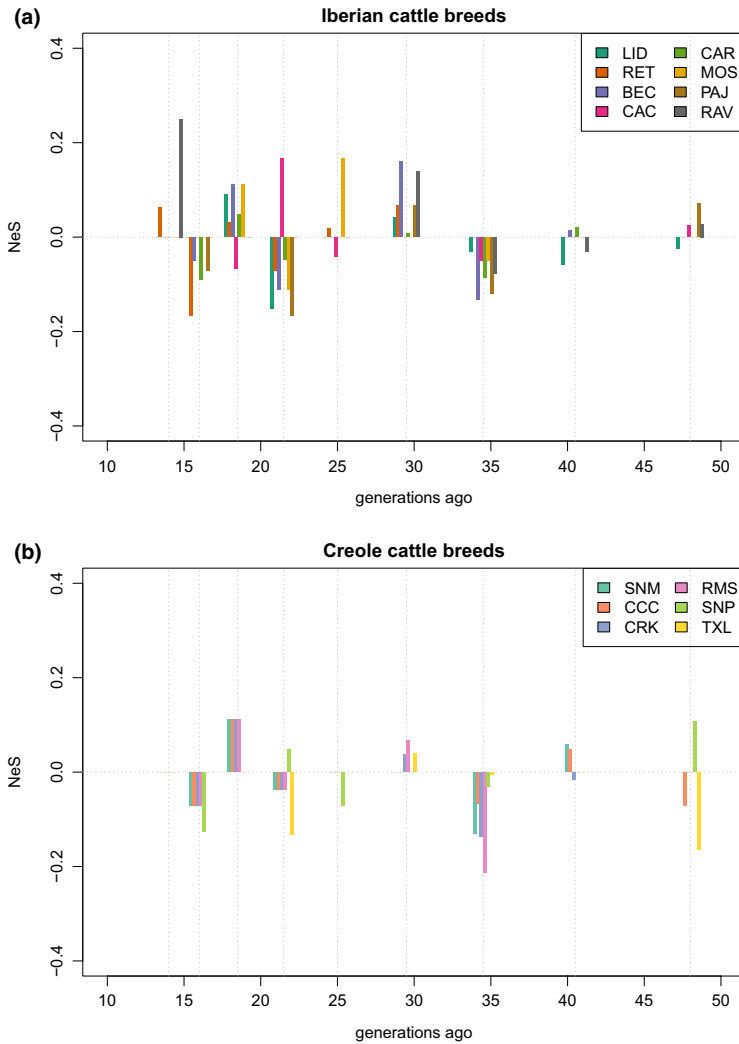 (a)
Iberian cattle breeds
LID CAR
RET MOS
BEC PAJ
CAC RAV
0.4
0.2
0.0
−0.2
−0.4
NeS
10 15 20 25 30 35 40 45 50
generations ago
(b)
Creole cattle breeds
SNM RMS
CCC SNP
CRK TXL
0.4
0.2
0.0
−0.2
−0.4
NeS
10 15 20 25 30 35 40 45 50
generations ago